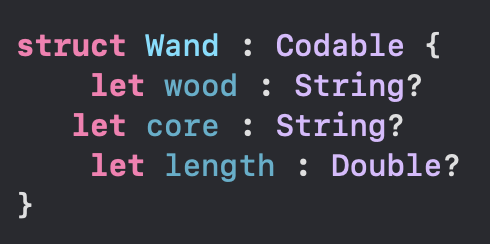 struct Wand : Codable {
    let wood : String?
   let core : String?
    let length : Double?
}